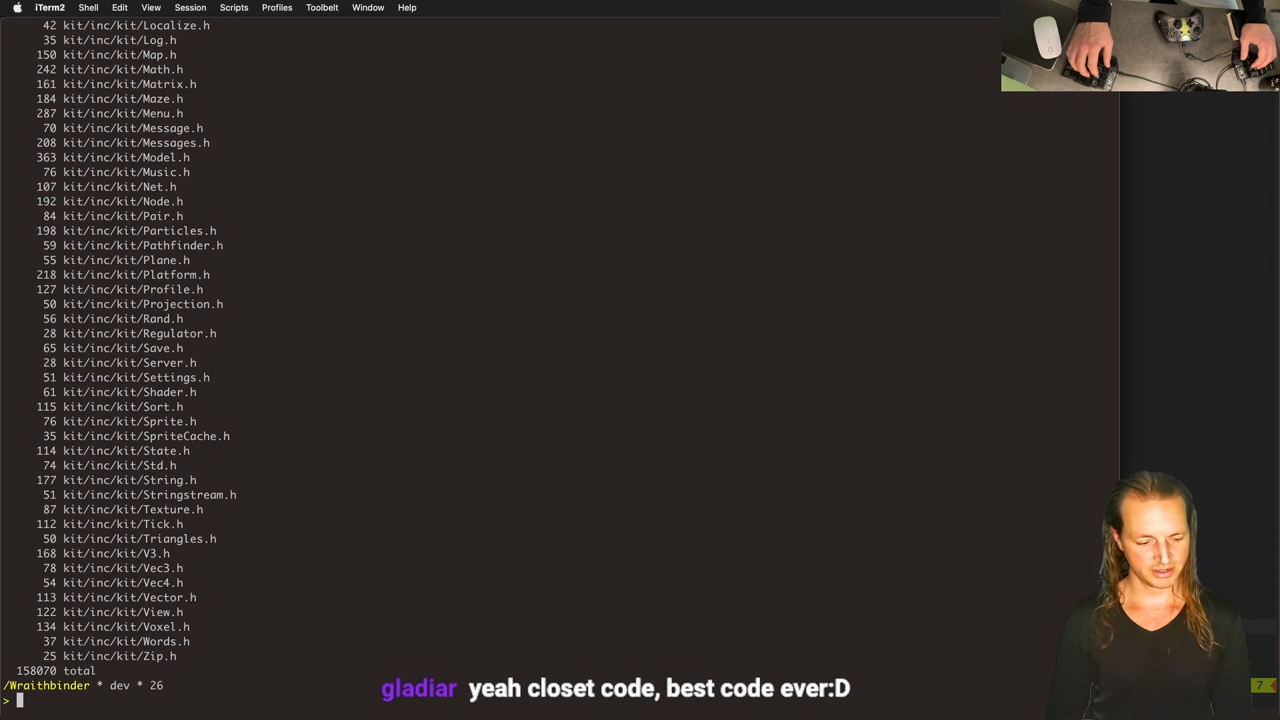 iTerm2 Shell Edit View Session Scripts Profiles Toolbelt Window Help
42 kit/inc/kit/Localize.h
35 kit/inc/kit/Log.h
150 kit/inc/kit/Map.h
242 kit/inc/kit/Math.h
161 kit/inc/kit/Matrix.h
184 kit/inc/kit/Maze.h
287 kit/inc/kit/Menu.h
70 kit/inc/kit/Message.h
208 kit/inc/kit/Messages.h
363 kit/inc/kit/Model.h
76 kit/inc/kit/Music.h
107 kit/inc/kit/Net.h
192 kit/inc/kit/Node.h
84 kit/inc/kit/Pair.h
198 kit/inc/kit/Particles.h
59 kit/inc/kit/Pathfinder.h
55 kit/inc/kit/Plane.h
218 kit/inc/kit/Platform.h
127 kit/inc/kit/Profile.h
50 kit/inc/kit/Projection.h
56 kit/inc/kit/Rand.h
28 kit/inc/kit/Regulator.h
65 kit/inc/kit/Save.h
28 kit/inc/kit/Server.h
51 kit/inc/kit/Settings.h
61 kit/inc/kit/Shader.h
115 kit/inc/kit/Sort.h
76 kit/inc/kit/Sprite.h
35 kit/inc/kit/SpriteCache.h
114 kit/inc/kit/State.h
74 kit/inc/kit/Std.h
177 kit/inc/kit/String.h
51 kit/inc/kit/Stringstream.h
87 kit/inc/kit/Texture.h
112 kit/inc/kit/Tick.h
50 kit/inc/kit/Triangles.h
168 kit/inc/kit/V3.h
78 kit/inc/kit/Vec3.h
54 kit/inc/kit/Vec4.h
113 kit/inc/kit/Vector.h
122 kit/inc/kit/View.h
134 kit/inc/kit/Voxel.h
37 kit/inc/kit/Words.h
25 kit/inc/kit/Zip.h
158070 total
/Wraithbinder * dev * 26
>
gladiar yeah closet code, best code ever:D
7